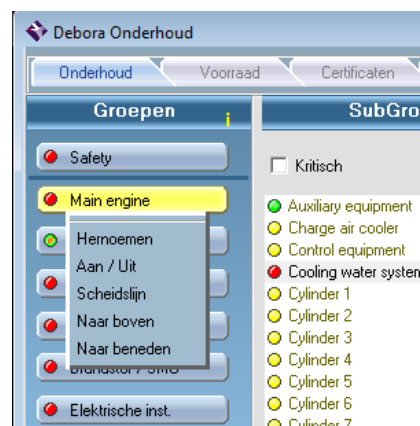 Debora Onderhoud
Onderhoud Voorraad Certificaten
Groepen i
Safety
Main engine
Hernoemen
Aan / Uit
Scheidslijn
Naar boven
Naar beneden
Elektrische inst.
SubGro
Kritisch
Auxiliary equipment
Charge air cooler
Control equipment
Cooling water system
Cylinder 1
Cylinder 2
Cylinder 3
Cylinder 4
Cylinder 5
Cylinder 6
Cylinder 7